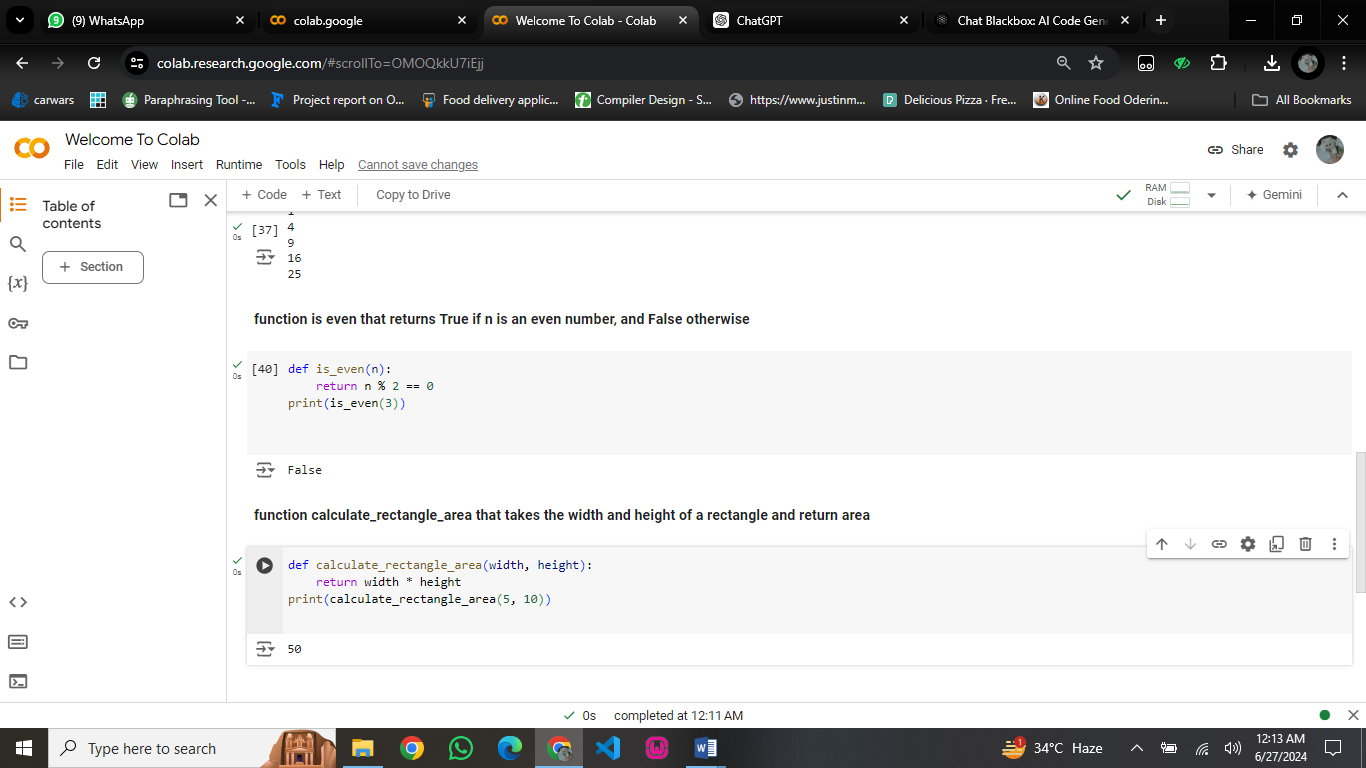 (9) WhatsApp
colab.google
Welcome To Colab - Colab
ChatGPT
Chat Blackbox: AI Code Gene
colab.research.google.com/#scrollTo=OMOQkkU7iEjj
carwars
Paraphrasing Tool -...
Project report on O...
Food delivery applic...
Compiler Design - S...
https://www.justinm...
Delicious Pizza · Fre...
Online Food Oderin...
All Bookmarks
Welcome To Colab
File Edit View Insert Runtime Tools Help Cannot save changes
Share
Table of
contents
+ Section
+ Code + Text Copy to Drive
RAM
Disk
Gemini
1
[37] 4
0s
9
16
25
function is even that returns True if n is an even number, and False otherwise
[40] def is_even(n):
0s
return n % 2 == 0
print(is_even(3))
False
function calculate_rectangle_area that takes the width and height of a rectangle and return area
def calculate_rectangle_area(width, height):
0s
return width * height
print(calculate_rectangle_area(5, 10))
50
{x}
0s completed at 12:11 AM
Type here to search
1
34°C Haze
12:13 AM
6/27/2024